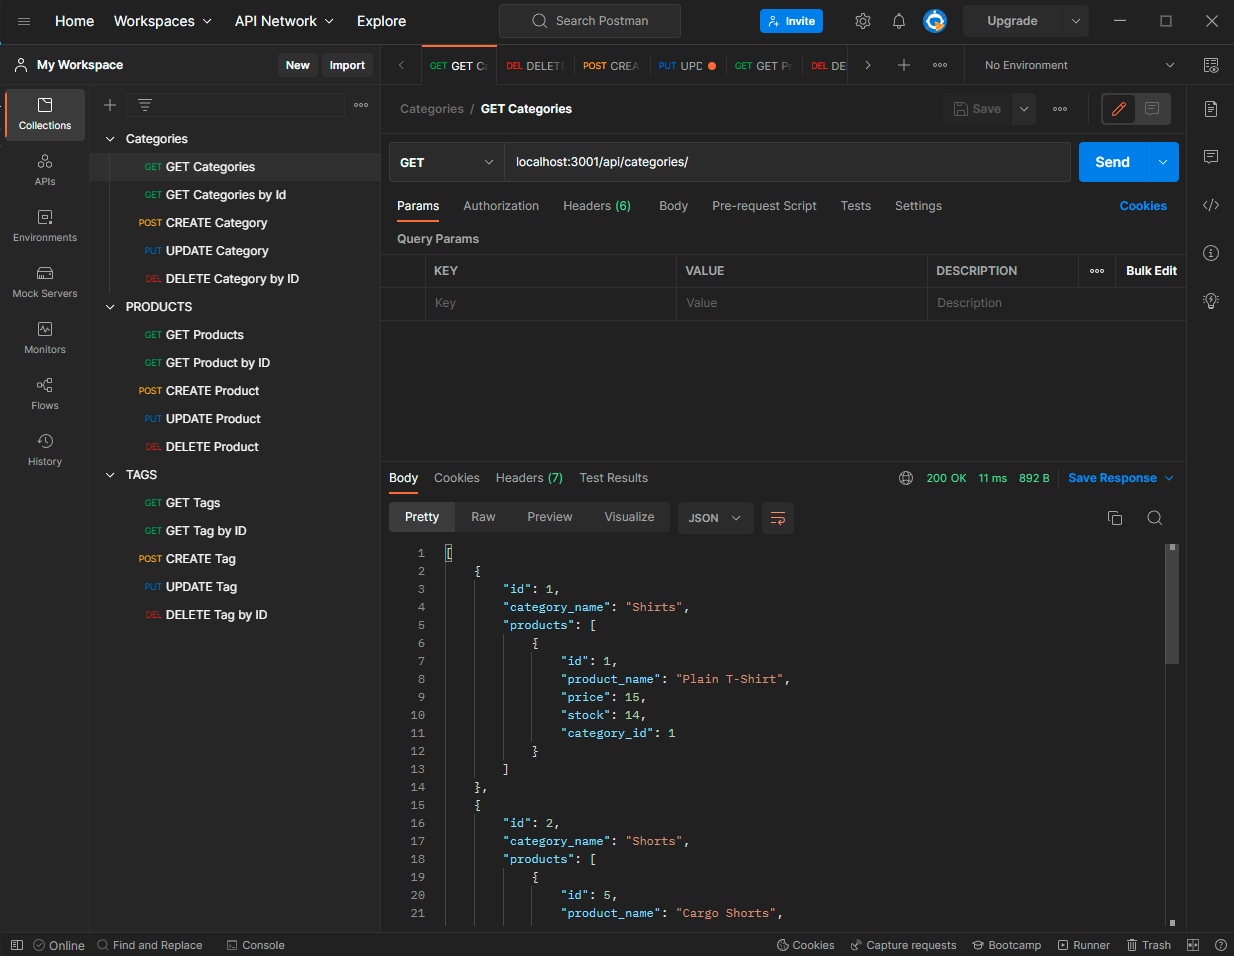 Home Workspaces API Network Explore Search Postman Invite Upgrade
My Workspace New Import
GET GET C DEL DELETE POST CREA PUT UPD GET GET P DEL DE No Environment
Collections
APIs
Environments
Mock Servers
Monitors
Flows
History
Categories
GET GET Categories
GET GET Categories by Id
POST CREATE Category
PUT UPDATE Category
DEL DELETE Category by ID
PRODUCTS
GET GET Products
GET GET Product by ID
POST CREATE Product
PUT UPDATE Product
DEL DELETE Product
TAGS
GET GET Tags
GET GET Tag by ID
POST CREATE Tag
PUT UPDATE Tag
DEL DELETE Tag by ID
Categories / GET Categories Save
GET localhost:3001/api/categories/ Send
Params Authorization Headers (6) Body Pre-request Script Tests Settings Cookies
Query Params
KEY VALUE DESCRIPTION Bulk Edit
Key Value Description
Body Cookies Headers (7) Test Results 200 OK 11 ms 892 B Save Response
Pretty Raw Preview Visualize JSON
1 [
2 {
3 "id": 1,
4 "category_name": "Shirts",
5 "products": [
6 {
7 "id": 1,
8 "product_name": "Plain T-Shirt",
9 "price": 15,
10 "stock": 14,
11 "category_id": 1
12 }
13 ]
14 },
15 {
16 "id": 2,
17 "category_name": "Shorts",
18 "products": [
19 {
20 "id": 5,
21 "product_name": "Cargo Shorts",
Online Find and Replace Console Cookies Capture requests Bootcamp Runner Trash